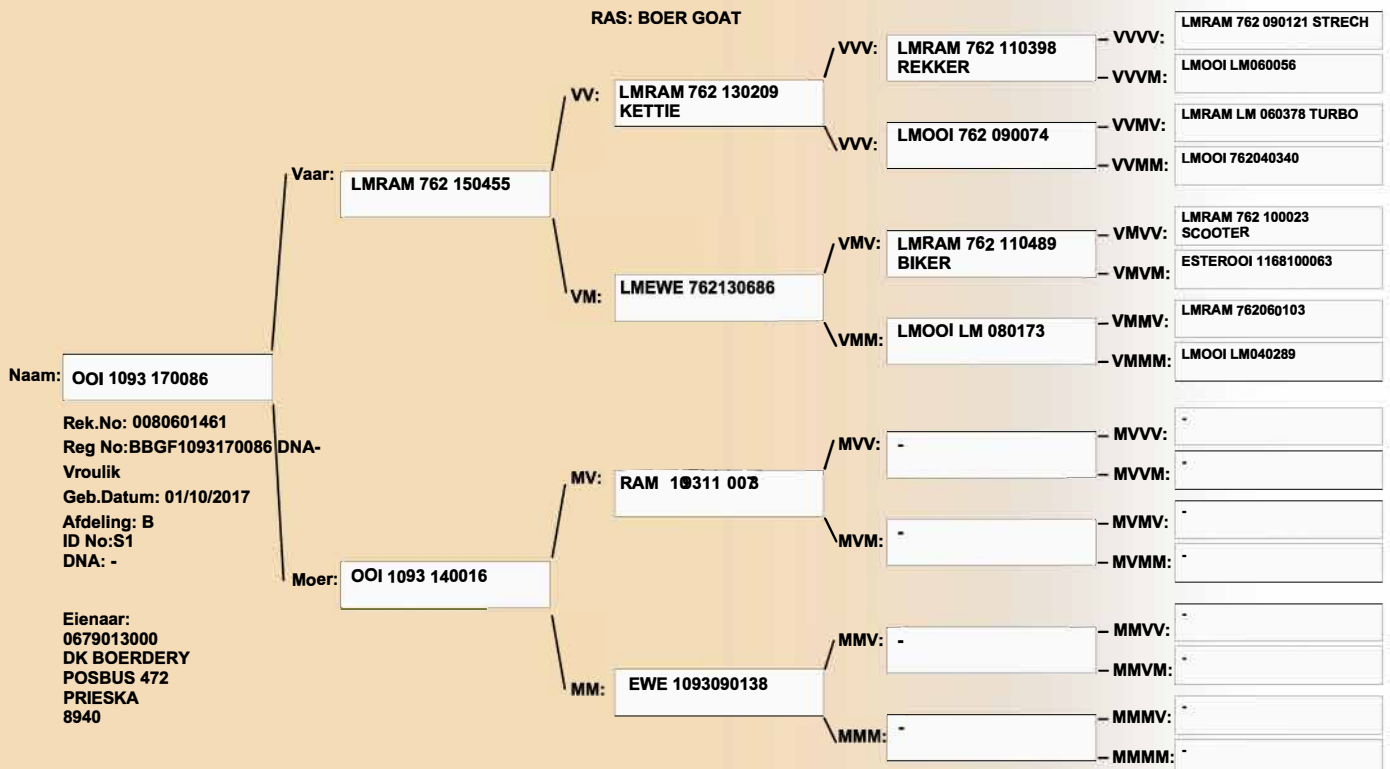 RAS: BOER GOAT
Naam: OOI 1093 170086
Rek.No: 0080601461
Reg No:BBGF1093170086 DNA-
Vroulik
Geb.Datum: 01/10/2017
Afdeling: B
ID No:S1
DNA: -
Eienaar:
0679013000
DK BOERDERY
POSBUS 472
PRIESKA
8940
Vaar: LMRAM 762 150455
Moer: OOI 1093 140016
VV: LMRAM 762 130209
KETTIE
VM: LMEWE 762130686
MV: RAM
MM: EWE 1093090138
VVV: LMRAM 762 110398
REKKER
VVV: LMOOI 762 090074
VMV: LMRAM 762 110489
BIKER
VMM: LMOOI LM 080173
MVV: -
MVM: -
MMV: -
MMM: -
VVVV: LMRAM 762 090121 STRECH
VVVM: LMOOI LM060056
VVMV: LMRAM LM 060378 TURBO
VVMM: LMOOI 762040340
VMVV: LMRAM 762 100023
SCOOTER
VMVM: ESTEROOI 1168100063
VMMV: LMRAM 762060103
VMMM: LMOOI LM040289
MVVV: -
MVVM: -
MVMV: -
MVMM: -
MMVV: -
MMVM: -
MMMV: -
MMMM: -